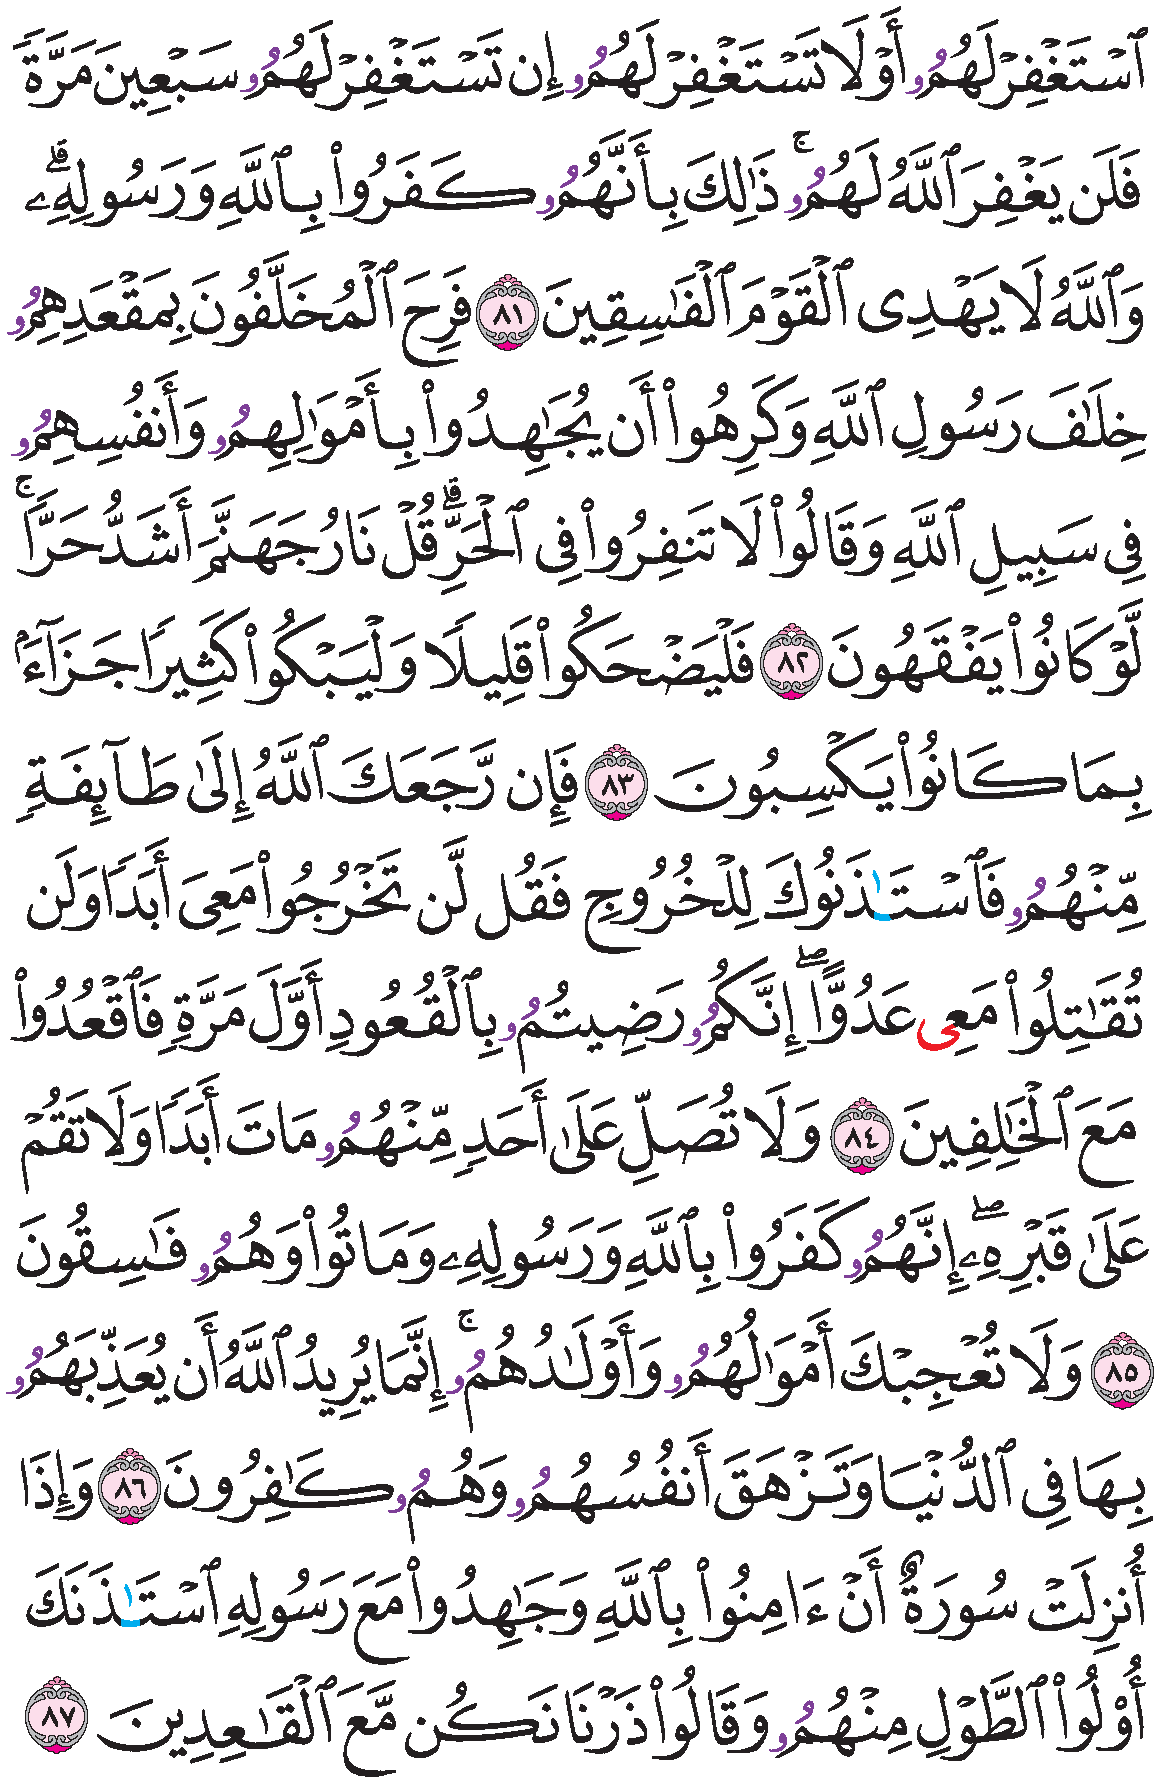 ٱسْتَغْفِرْ لَهُمُۥ أَوْ لَا تَسْتَغْفِرْ لَهُمُۥ إِن تَسْتَغْفِرْ لَهُمُۥ سَبْعِينَ مَرَّةً
فَلَن يَغْفِرَ ٱللَّهُ لَهُمُۥۚ ذَٰلِكَ بِأَنَّهُمُۥ كَفَرُواْ بِٱللَّهِ وَرَسُولِهِۦۗ
وَٱللَّهُ لَا يَهْدِى ٱلْقَوْمَ ٱلْفَٰسِقِينَ ٨١ فَرِحَ ٱلْمُخَلَّفُونَ بِمَقْعَدِهِمُۥ
خِلَٰفَ رَسُولِ ٱللَّهِ وَكَرِهُواْ أَن يُجَٰهِدُواْ بِأَمْوَٰلِهِمُۥ وَأَنفُسِهِمُۥ
فِي سَبِيلِ ٱللَّهِ وَقَالُواْ لَا تَنفِرُواْ فِي ٱلْحَرِّۗ قُلْ نَارُ جَهَنَّمَ أَشَدُّ حَرًّاۚ
لَّوْ كَانُواْ يَفْقَهُونَ ٨٢ فَلْيَضْحَكُواْ قَلِيلًا وَلْيَبْكُواْ كَثِيرًا جَزَآءَۢ
بِمَا كَانُواْ يَكْسِبُونَ ٨٣ فَإِن رَّجَعَكَ ٱللَّهُ إِلَىٰ طَآئِفَةٍ
مِّنْهُمُۥ فَٱسْتَـٰذَنُوكَ لِلْخُرُوجِ فَقُل لَّن تَخْرُجُواْ مَعِىَ أَبَدًا وَلَن
تُقَٰتِلُواْ مَعِى عَدُوًّاۖ إِنَّكُمُۥ رَضِيتُمُۥ بِٱلْقُعُودِ أَوَّلَ مَرَّةٍ فَٱقْعُدُواْ
مَعَ ٱلْخَٰلِفِينَ ٨٤ وَلَا تُصَلِّ عَلَىٰ أَحَدٍ مِّنْهُمُۥ مَاتَ أَبَدًا وَلَا تَقُمْ
عَلَىٰ قَبْرِهِۦۖ إِنَّهُمُۥ كَفَرُواْ بِٱللَّهِ وَرَسُولِهِۦ وَمَاتُواْ وَهُمُۥ فَٰسِقُونَ
٨٥ وَلَا تُعْجِبْكَ أَمْوَٰلُهُمُۥ وَأَوْلَٰدُهُمُۥۚ إِنَّمَا يُرِيدُ ٱللَّهُ أَن يُعَذِّبَهُمُۥ
بِهَا فِي ٱلدُّنْيَا وَتَزْهَقَ أَنفُسُهُمُۥ وَهُمُۥ كَٰفِرُونَ ٨٦ وَإِذَا
أُنزِلَتْ سُورَةٌ أَنْ ءَامِنُواْ بِٱللَّهِ وَجَٰهِدُواْ مَعَ رَسُولِهِ ٱسْتَـٰذَنَكَ
أُوْلُواْ ٱلطَّوْلِ مِنْهُمُۥ وَقَالُواْ ذَرْنَا نَكُن مَّعَ ٱلْقَٰعِدِينَ ٨٧